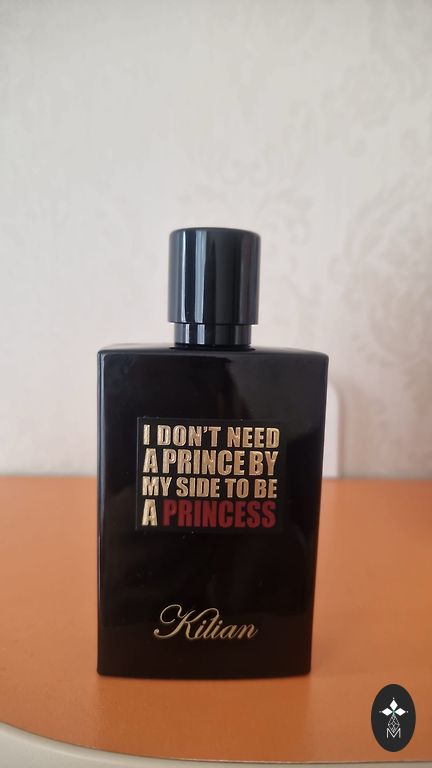 I DON'T NEED
A PRINCE BY
MY SIDE TO BE
A PRINCESS
Kilian
M